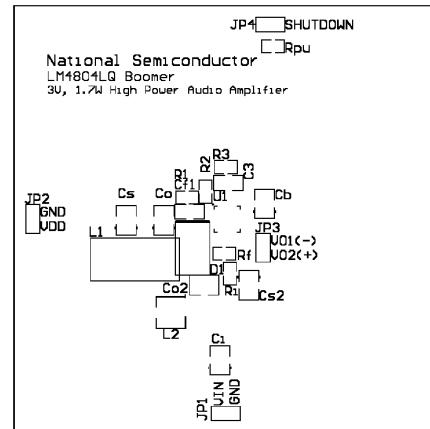 JP4 SHUTDOWN
Rpu
National Semiconductor
LM4804LQ Boomer
3V, 1.7W High Power Audio Amplifier
R3
R2
R1
C3
Cf1
U1
Cs
Co
Cb
JP2
GND
VDD
JP3
VO1(-)
VO2(+)
L1
Rf
D1
Ri
Co2
Cs2
L2
Ci
VIN
GND
JP1